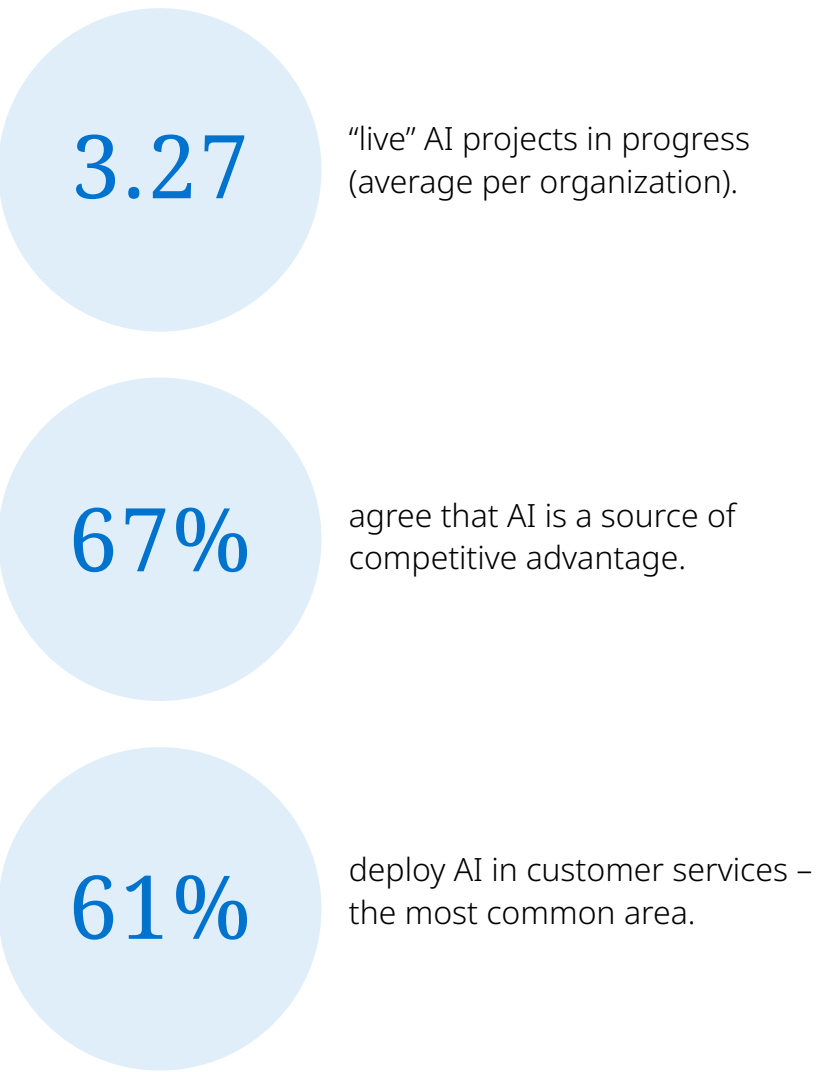 3.27
“live” AI projects in progress
(average per organization).
67%
agree that AI is a source of
competitive advantage.
61%
deploy AI in customer services –
the most common area.